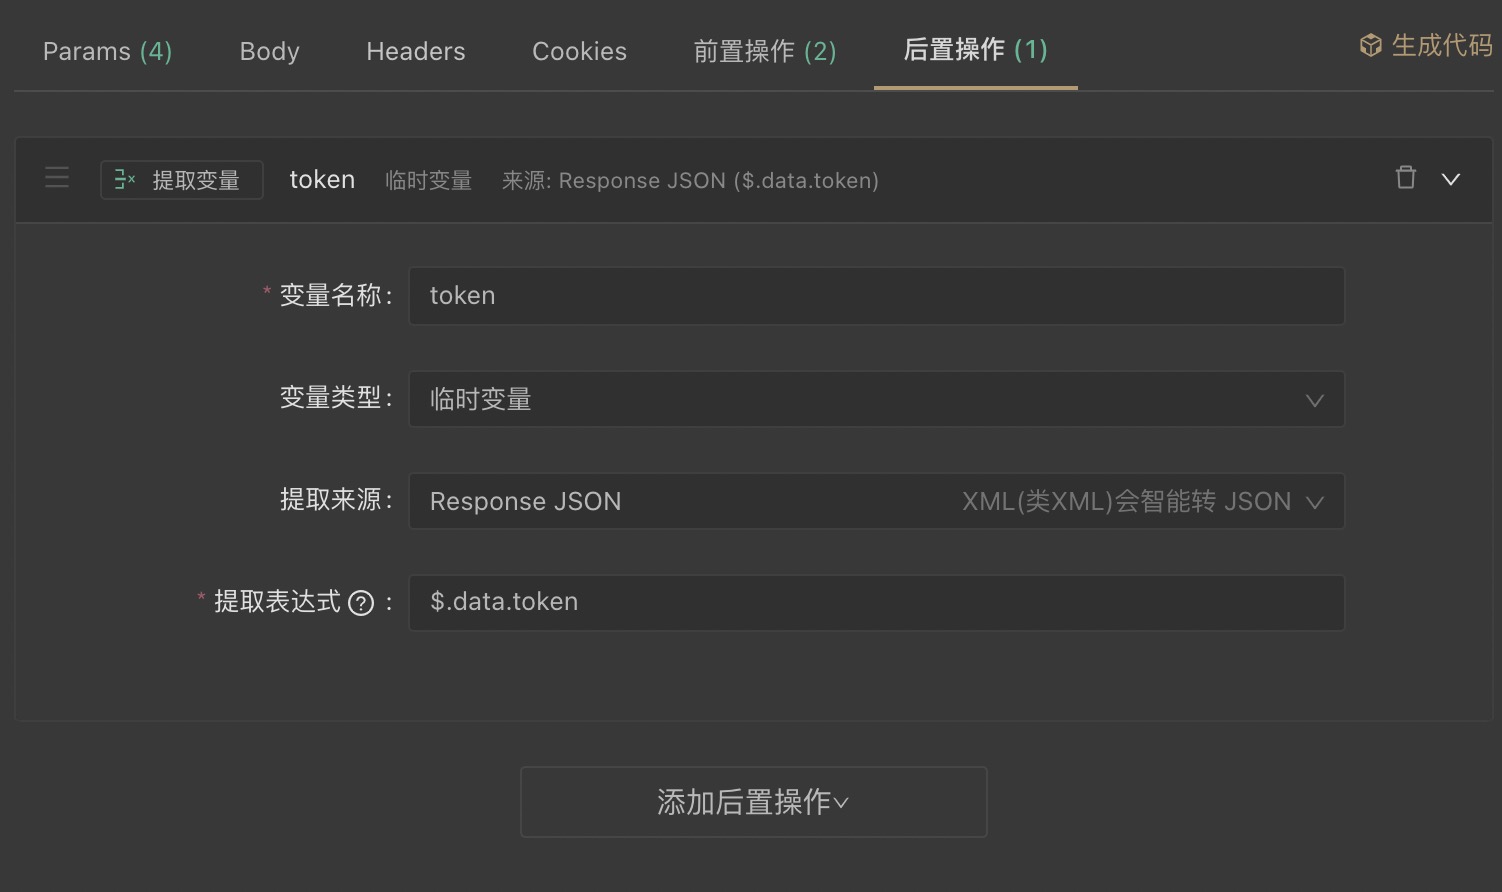 Params (4) Body Headers Cookies 前置操作 (2) 后置操作 (1) 生成代码
提取变量 token 临时变量 来源: Response JSON ($.data.token)
* 变量名称: token
变量类型: 临时变量
提取来源: Response JSON XML(类XML)会智能转 JSON
* 提取表达式 ? : $.data.token
添加后置操作